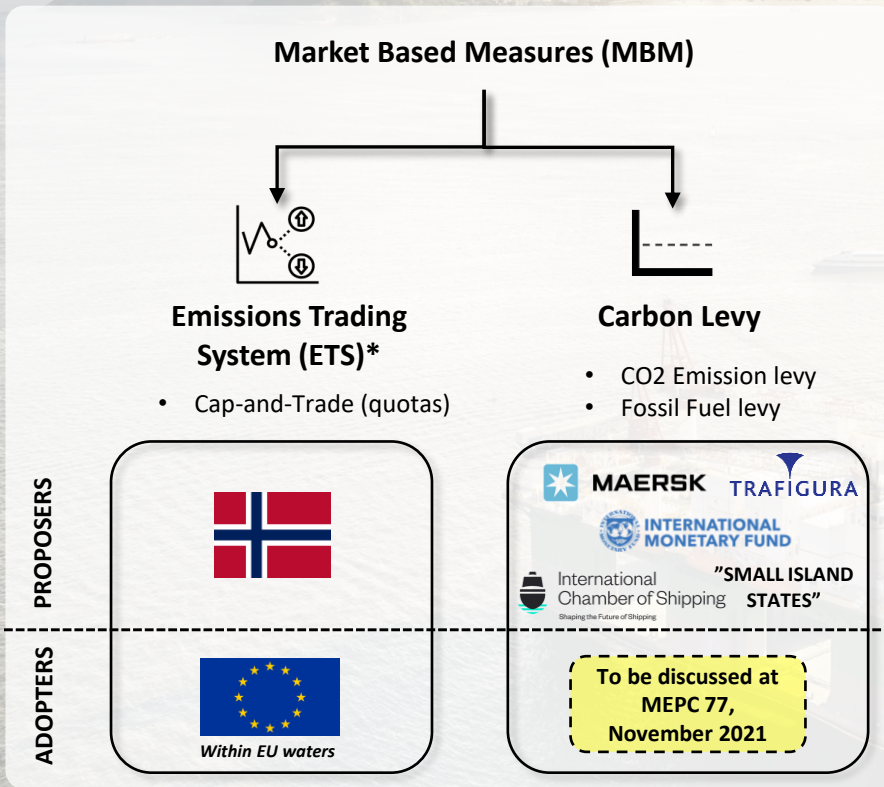 Market Based Measures (MBM)
Emissions Trading
System (ETS)*
• Cap-and-Trade (quotas)
Carbon Levy
• CO2 Emission levy
• Fossil Fuel levy
PROPOSERS
MAERSK
TRAFIGURA
INTERNATIONAL
MONETARY FUND
International
Chamber of Shipping
Shaping the Future of Shipping
”SMALL ISLAND
STATES”
ADOPTERS
Within EU waters
To be discussed at
MEPC 77,
November 2021